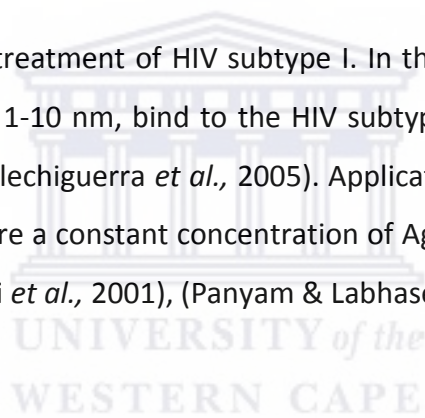 treatment of HIV subtype I. In th
1-10 nm, bind to the HIV subtyp
lechiguerra et al., 2005). Applicat
re a constant concentration of Ag
i et al., 2001), (Panyam & Labhase
UNIVERSITY of the
WESTERN CAPE